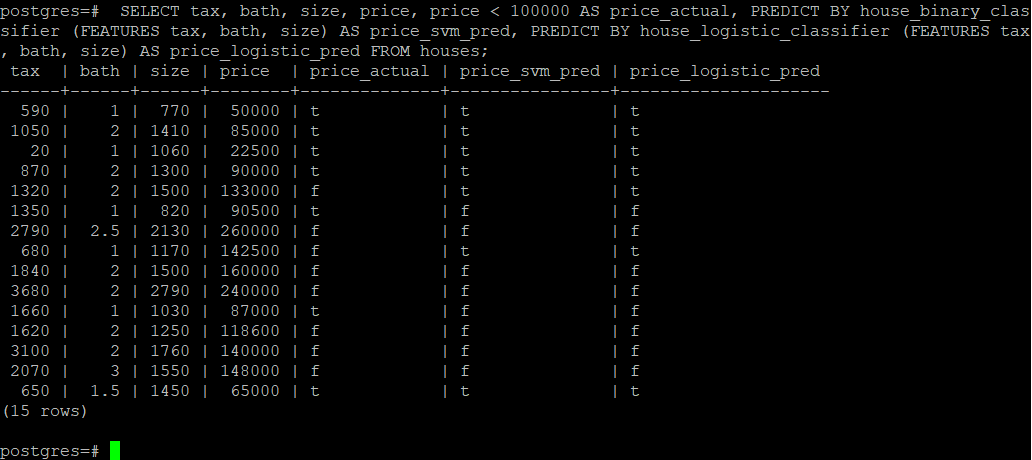 postgres=#  SELECT tax, bath, size, price, price < 100000 AS price_actual, PREDICT BY house_binary_clas
sifier (FEATURES tax, bath, size) AS price_svm_pred, PREDICT BY house_logistic_classifier (FEATURES tax
, bath, size) AS price_logistic_pred FROM houses;
 tax  | bath | size | price  | price_actual | price_svm_pred | price_logistic_pred
------+------+------+--------+--------------+----------------+---------------------
  590 |    1 |  770 |  50000 | t            | t              | t
 1050 |    2 | 1410 |  85000 | t            | t              | t
   20 |    1 | 1060 |  22500 | t            | t              | t
  870 |    2 | 1300 |  90000 | t            | t              | t
 1320 |    2 | 1500 | 133000 | f            | t              | t
 1350 |    1 |  820 |  90500 | t            | f              | f
 2790 |  2.5 | 2130 | 260000 | f            | f              | f
  680 |    1 | 1170 | 142500 | f            | t              | t
 1840 |    2 | 1500 | 160000 | f            | f              | f
 3680 |    2 | 2790 | 240000 | f            | f              | f
 1660 |    1 | 1030 |  87000 | t            | f              | f
 1620 |    2 | 1250 | 118600 | f            | f              | f
 3100 |    2 | 1760 | 140000 | f            | f              | f
 2070 |    3 | 1550 | 148000 | f            | f              | f
  650 |  1.5 | 1450 |  65000 | t            | t              | t
(15 rows)
postgres=#